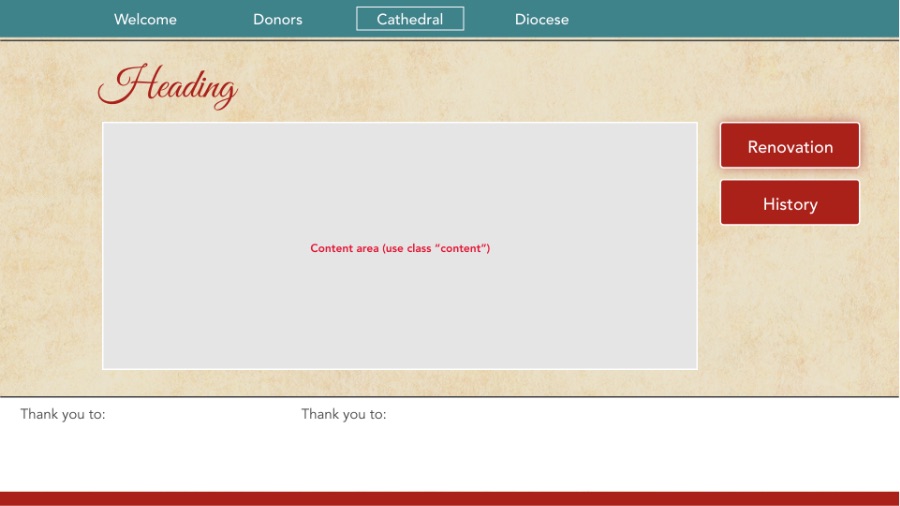 Welcome Donors Cathedral Diocese
Heading
Renovation
History
Content area (use class “content”)
Thank you to: Thank you to: